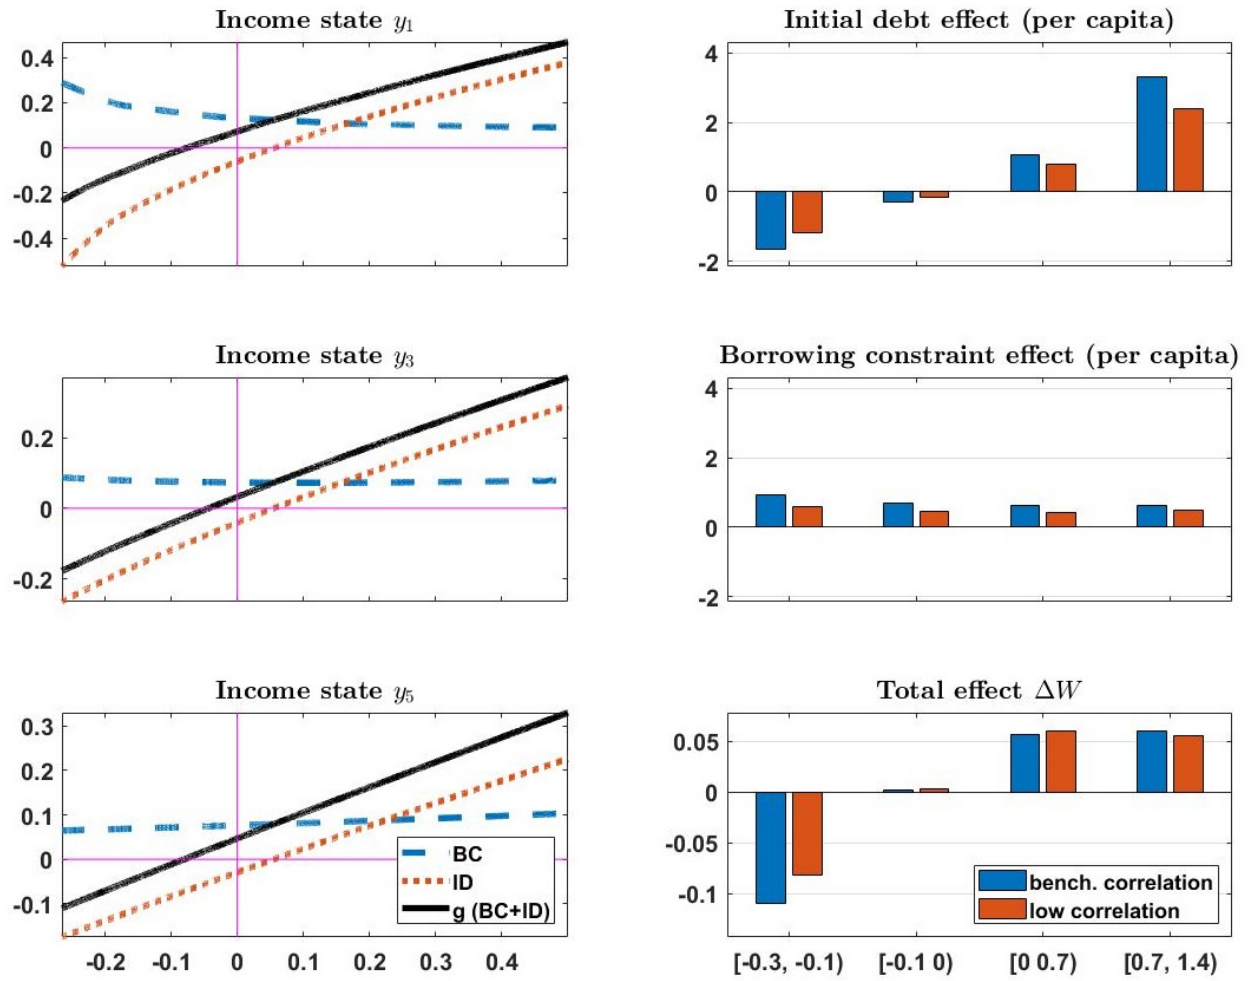 Income state y1
0.4
0.2
0
-0.2
-0.4
Initial debt effect (per capita)
4
2
0
-2
Income state y3
0.2
0
-0.2
Borrowing constraint effect (per capita)
4
2
0
-2
Income state y5
0.3
0.2
0.1
0
-0.1
-0.2 -0.1 0 0.1 0.2 0.3 0.4
BC
ID
g (BC+ID)
Total effect ΔW
0.05
0
-0.05
-0.1
[-0.3, -0.1) [-0.1 0) [0 0.7) [0.7, 1.4)
bench. correlation
low correlation